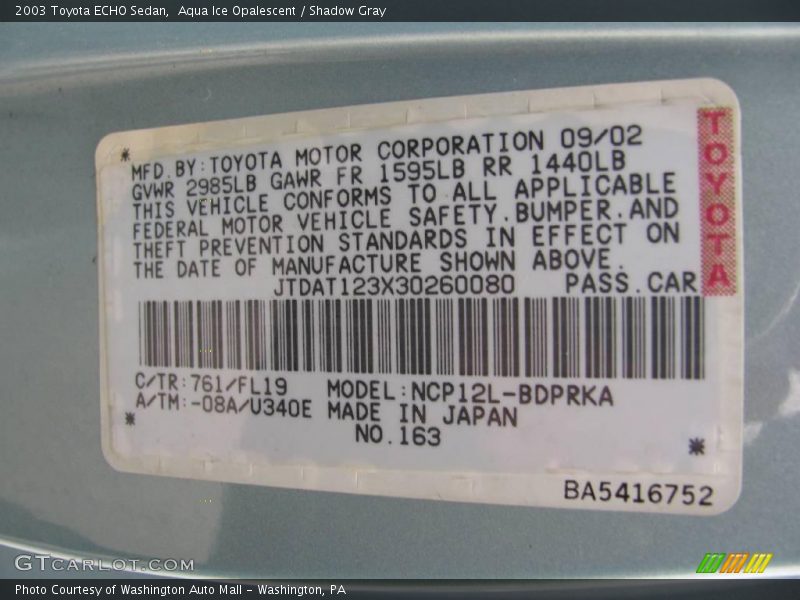 2003 Toyota ECHO Sedan, Aqua Ice Opalescent / Shadow Gray
MFD.BY:TOYOTA MOTOR CORPORATION 09/02
GVWR 2985LB GAWR FR 1595LB RR 1440LB
THIS VEHICLE CONFORMS TO ALL APPLICABLE
FEDERAL MOTOR VEHICLE SAFETY.BUMPER.AND
THEFT PREVENTION STANDARDS IN EFFECT ON
THE DATE OF MANUFACTURE SHOWN ABOVE.
JTDAT123X30260080 PASS.CAR
TOYOTA
C/TR:761/FL19 MODEL:NCP12L-BDPRKA
A/TM:-08A/U340E MADE IN JAPAN
NO.163
BA5416752
GTCARLOT.COM
Photo Courtesy of Washington Auto Mall - Washington, PA